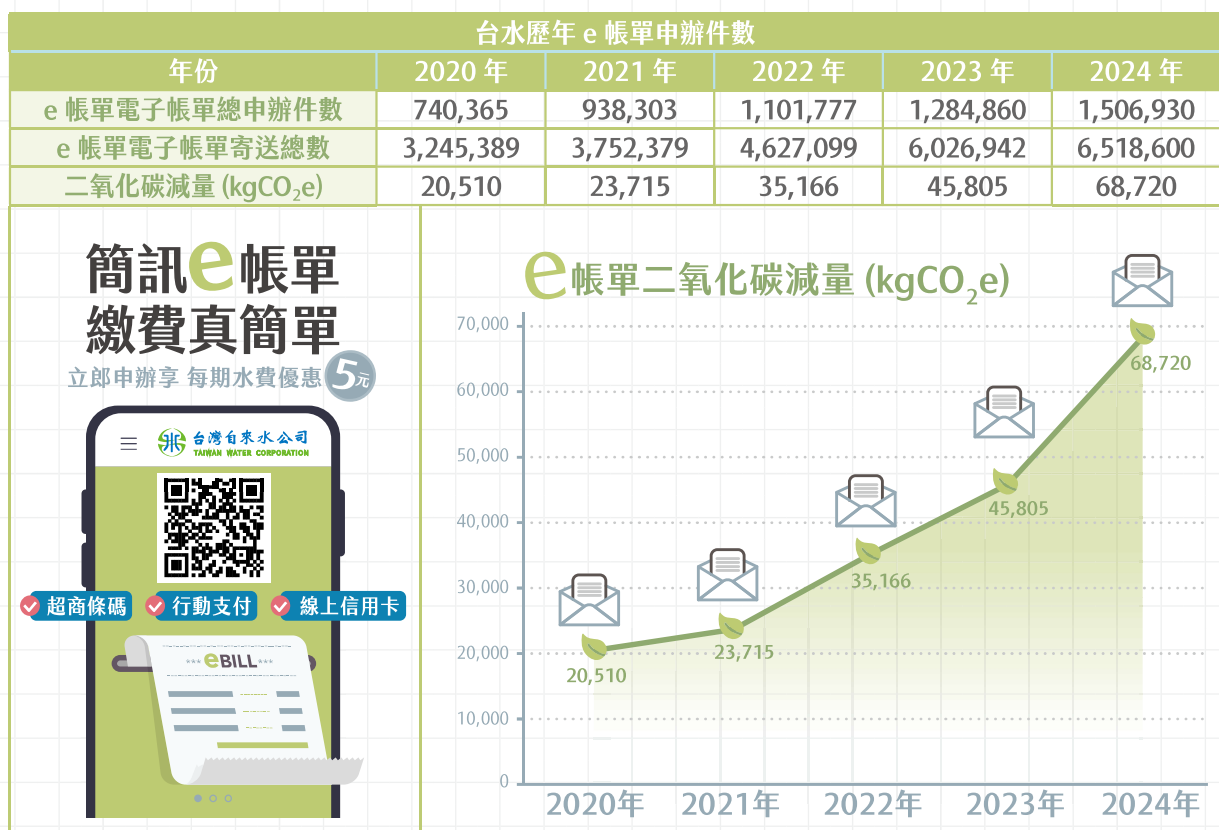 台水歷年 e 帳單申辦件數
年份 2020 年 2021 年 2022 年 2023 年 2024 年
e 帳單電子帳單總申辦件數 740,365 938,303 1,101,777 1,284,860 1,506,930
e 帳單電子帳單寄送總數 3,245,389 3,752,379 4,627,099 6,026,942 6,518,600
二氧化碳減量 (kgCO₂e) 20,510 23,715 35,166 45,805 68,720
簡訊e帳單
繳費真簡單
立即申辦享 每期水費優惠 5元
台灣自來水公司
TAIWAN WATER CORPORATION
超商條碼 行動支付 線上信用卡
*** eBILL ***
e帳單二氧化碳減量 (kgCO₂e)
70,000
60,000
50,000
40,000
30,000
20,000
10,000
0
20,510
23,715
35,166
45,805
68,720
2020年 2021年 2022年 2023年 2024年